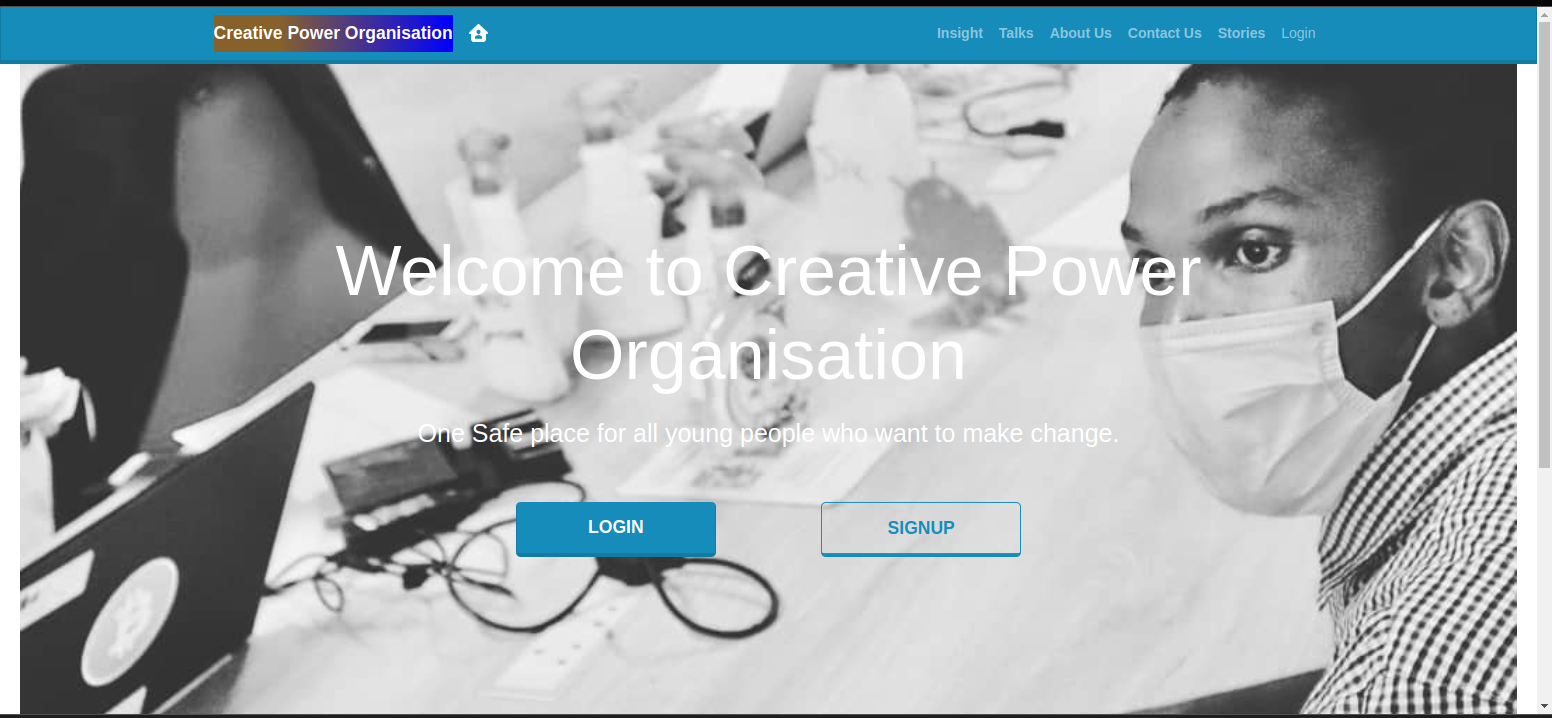 Creative Power Organisation
Insight Talks About Us Contact Us Stories Login
Welcome to Creative Power
Organisation
One Safe place for all young people who want to make change.
LOGIN SIGNUP